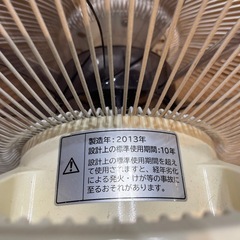 製造年:2013年
設計上の標準使用期間:10年
設計上の標準使用期間を超え
て使用されますと、経年劣化
による発火・けが等の事故に
至るおそれがあります。